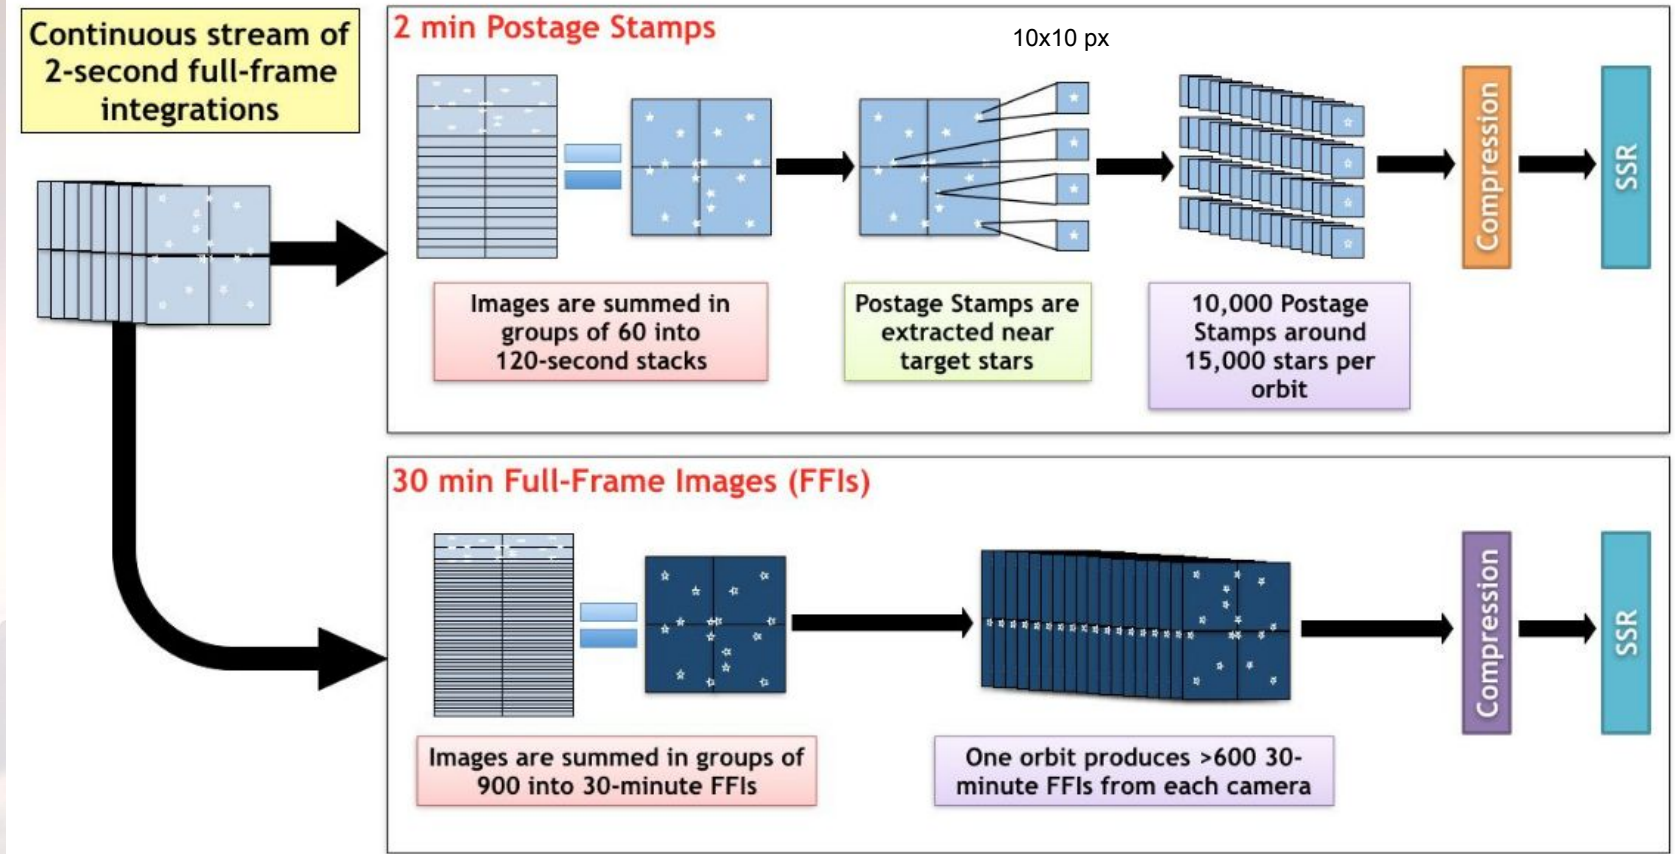 Continuous stream of
2-second full-frame
integrations
2 min Postage Stamps
10x10 px
Images are summed in
groups of 60 into
120-second stacks
Postage Stamps are
extracted near
target stars
10,000 Postage
Stamps around
15,000 stars per
orbit
Compression
SSR
30 min Full-Frame Images (FFIs)
Images are summed in groups of
900 into 30-minute FFIs
One orbit produces >600 30-
minute FFIs from each camera
Compression
SSR